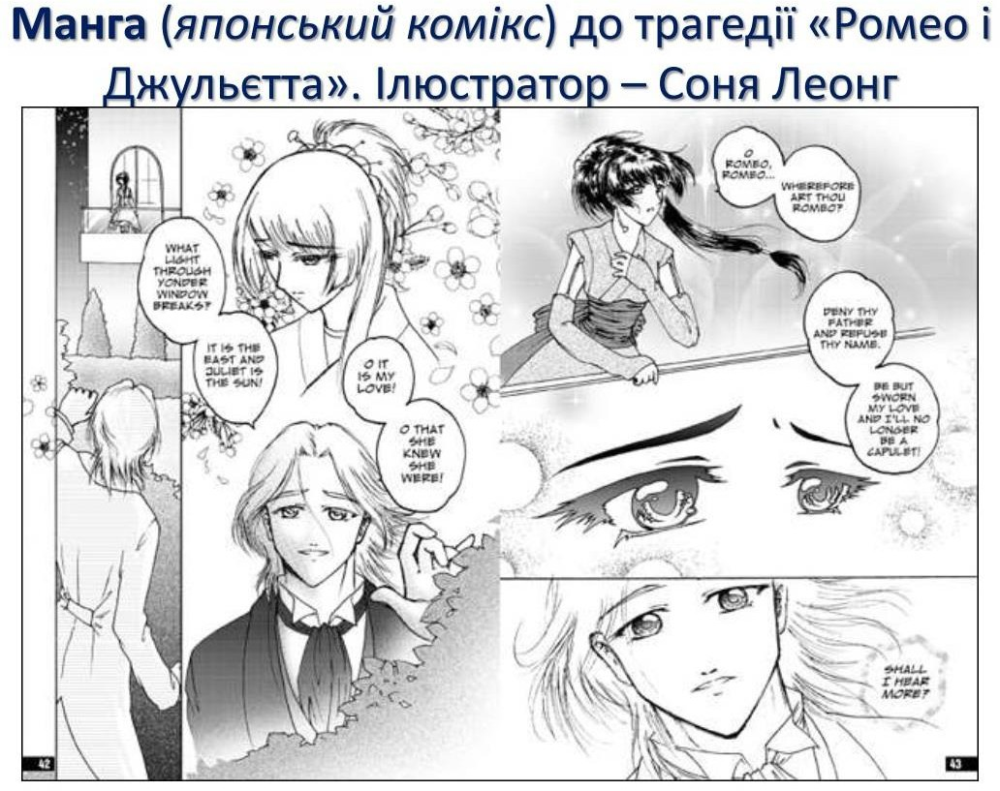 Манга (японський комікс) до трагедії «Ромео і
Джульєтта». Ілюстратор – Соня Леонг
WHAT
LIGHT
THROUGH
YONDER
WINDOW
BREAKS?
IT IS THE
EAST AND
JULIET IS
THE SUN!
O IT
IS MY
LOVE!
O THAT
SHE
KNEW
SHE
WERE!
42
O
ROMEO,
ROMEO...
WHEREFORE
ART THOU
ROMEO?
DENY THY
FATHER
AND REFUSE
THY NAME.
BE BUT
SWORN
MY LOVE
AND I'LL NO
LONGER
BE A
CAPULET!
SHALL
I HEAR
MORE?
43